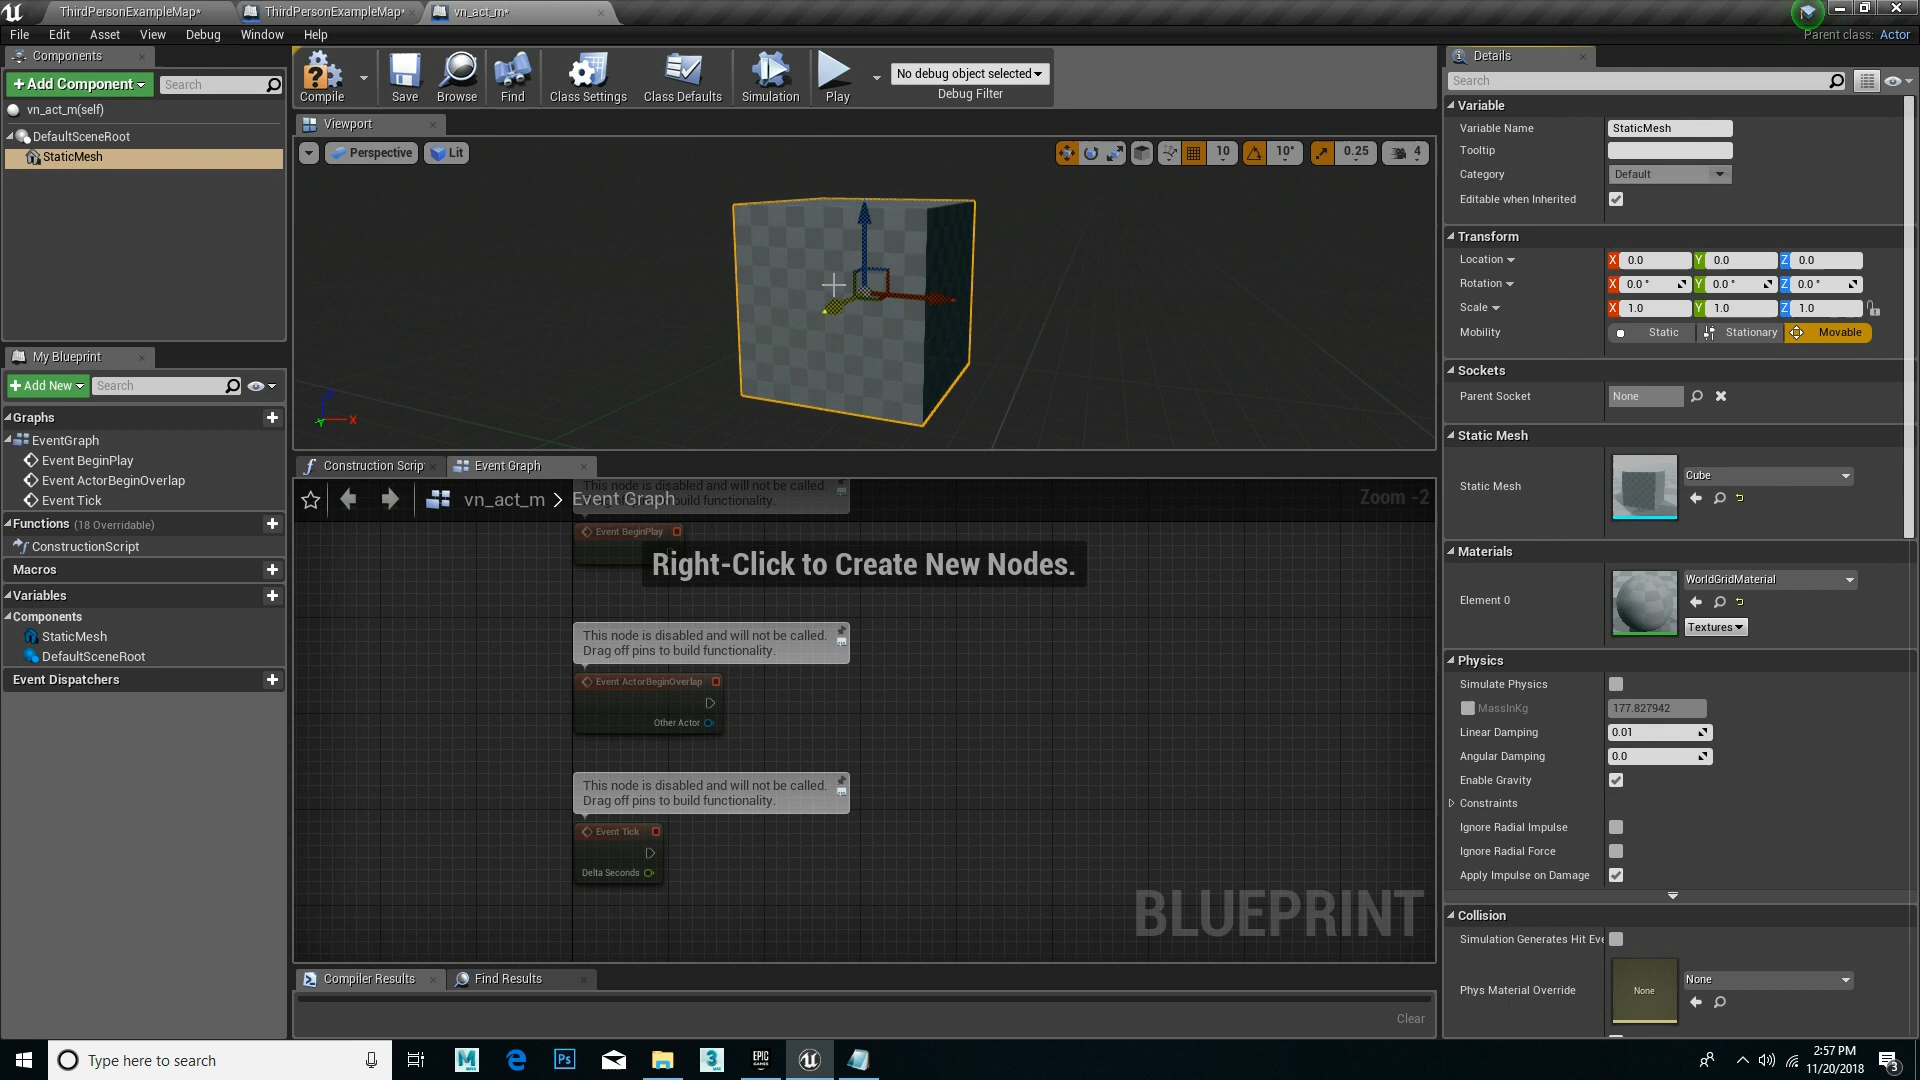 ThirdPersonExampleMap*
ThirdPersonExampleMap*
vn_act_m*
File Edit Asset View Debug Window Help
Parent class: Actor
Components
+ Add Component
Search
vn_act_m(self)
DefaultSceneRoot
StaticMesh
My Blueprint
+ Add New
Search
Graphs
EventGraph
Event BeginPlay
Event ActorBeginOverlap
Event Tick
Functions (18 Overridable)
ConstructionScript
Macros
Variables
Components
StaticMesh
DefaultSceneRoot
Event Dispatchers
Compile
Save
Browse
Find
Class Settings
Class Defaults
Simulation
Play
No debug object selected
Debug Filter
Viewport
Perspective
Lit
10
10°
0.25
4
Z
X
Y
Construction Scrip
Event Graph
vn_act_m > Event Graph
Zoom -2
This node is disabled and will not be called.
Drag off pins to build functionality.
Event BeginPlay
Right-Click to Create New Nodes.
This node is disabled and will not be called.
Drag off pins to build functionality.
Event ActorBeginOverlap
Other Actor
This node is disabled and will not be called.
Drag off pins to build functionality.
Event Tick
Delta Seconds
BLUEPRINT
Compiler Results
Find Results
Clear
Details
Search
Variable
Variable Name StaticMesh
Tooltip
Category Default
Editable when Inherited
Transform
Location X 0.0 Y 0.0 Z 0.0
Rotation X 0.0° Y 0.0° Z 0.0°
Scale X 1.0 Y 1.0 Z 1.0
Mobility Static Stationary Movable
Sockets
Parent Socket None
Static Mesh
Static Mesh Cube
Materials
Element 0 WorldGridMaterial
Textures
Physics
Simulate Physics
MassInKg 177.827942
Linear Damping 0.01
Angular Damping 0.0
Enable Gravity
Constraints
Ignore Radial Impulse
Ignore Radial Force
Apply Impulse on Damage
Collision
Simulation Generates Hit Eve
Phys Material Override None None
Type here to search
2:57 PM
11/20/2018
3